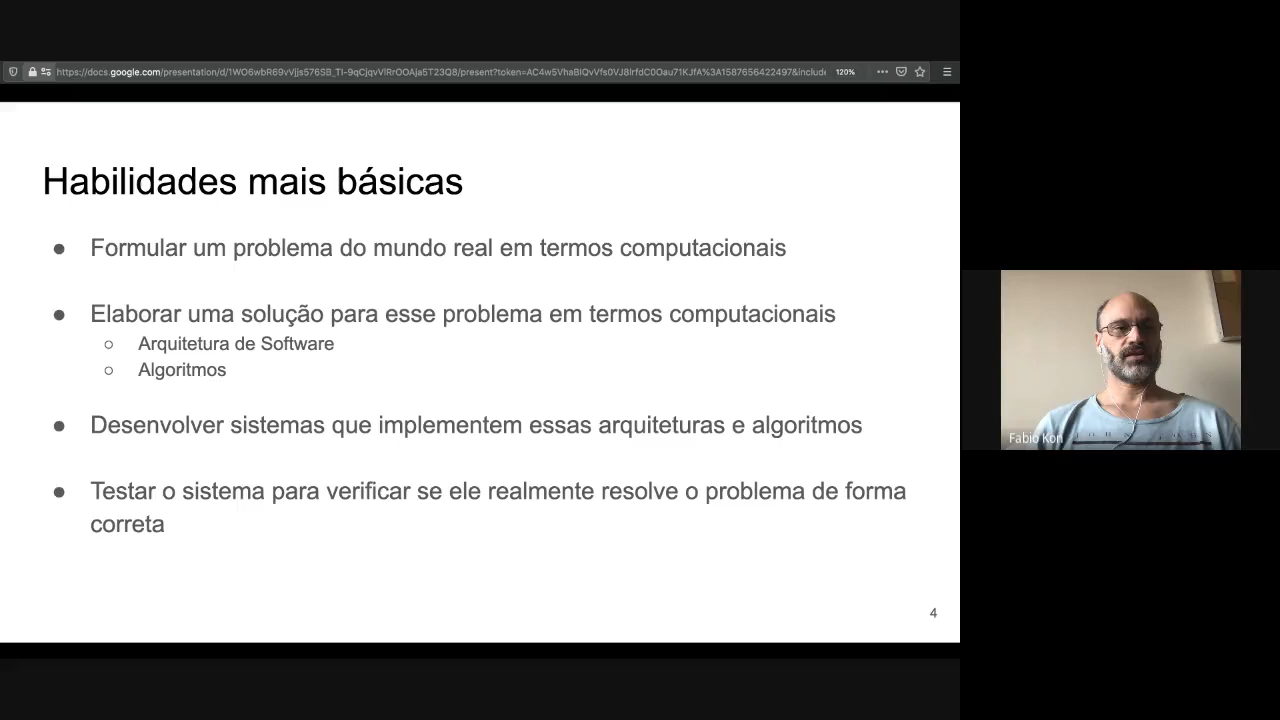 120%
Habilidades mais básicas
● Formular um problema do mundo real em termos computacionais
● Elaborar uma solução para esse problema em termos computacionais
○ Arquitetura de Software
○ Algoritmos
● Desenvolver sistemas que implementem essas arquiteturas e algoritmos
● Testar o sistema para verificar se ele realmente resolve o problema de forma
correta
4
Fabio Kon